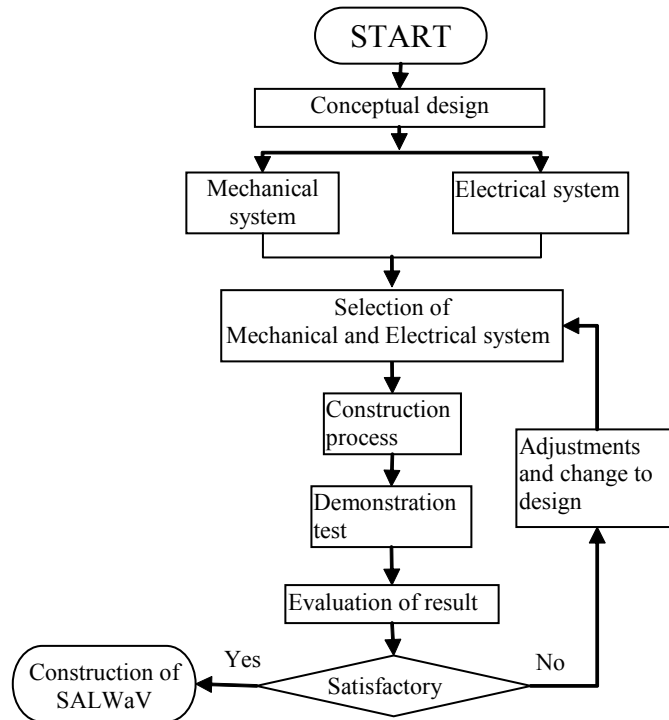 START
Conceptual design
Mechanical
system
Electrical system
Selection of
Mechanical and Electrical system
Construction
process
Adjustments
and change to
design
Demonstration
test
Evaluation of result
Yes
No
Satisfactory
Construction of
SALWaV